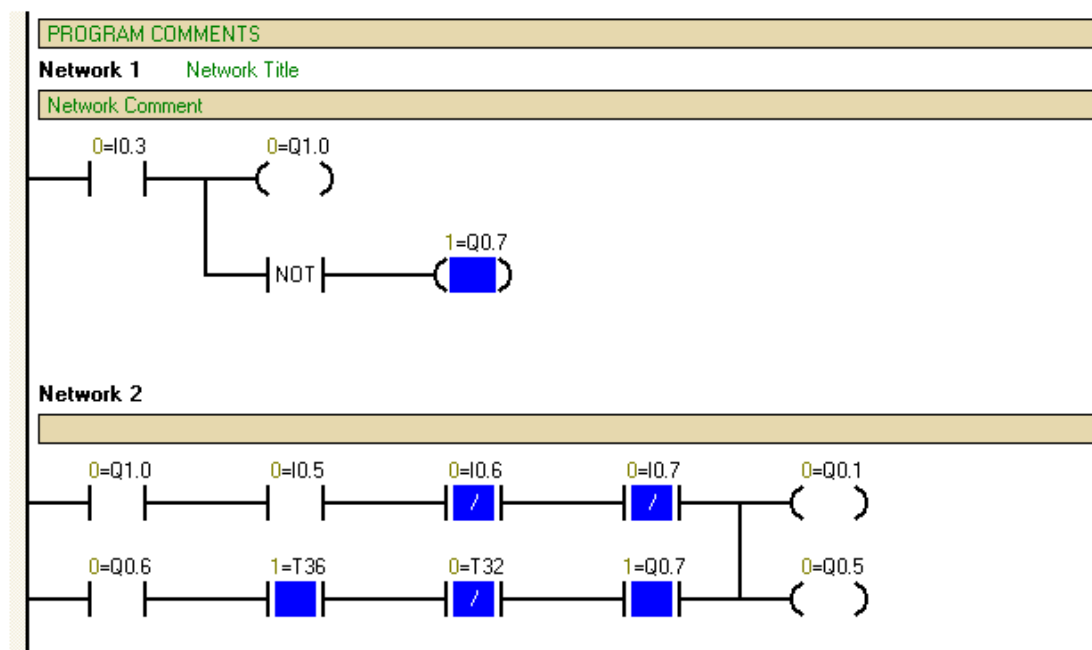 PROGRAM COMMENTS
Network 1 Network Title
Network Comment
0=I0.3 0=Q1.0
1=Q0.7
NOT
Network 2
0=Q1.0 0=I0.5 0=I0.6 0=I0.7 0=Q0.1
/ /
0=Q0.6 1=T36 0=T32 1=Q0.7 0=Q0.5
/